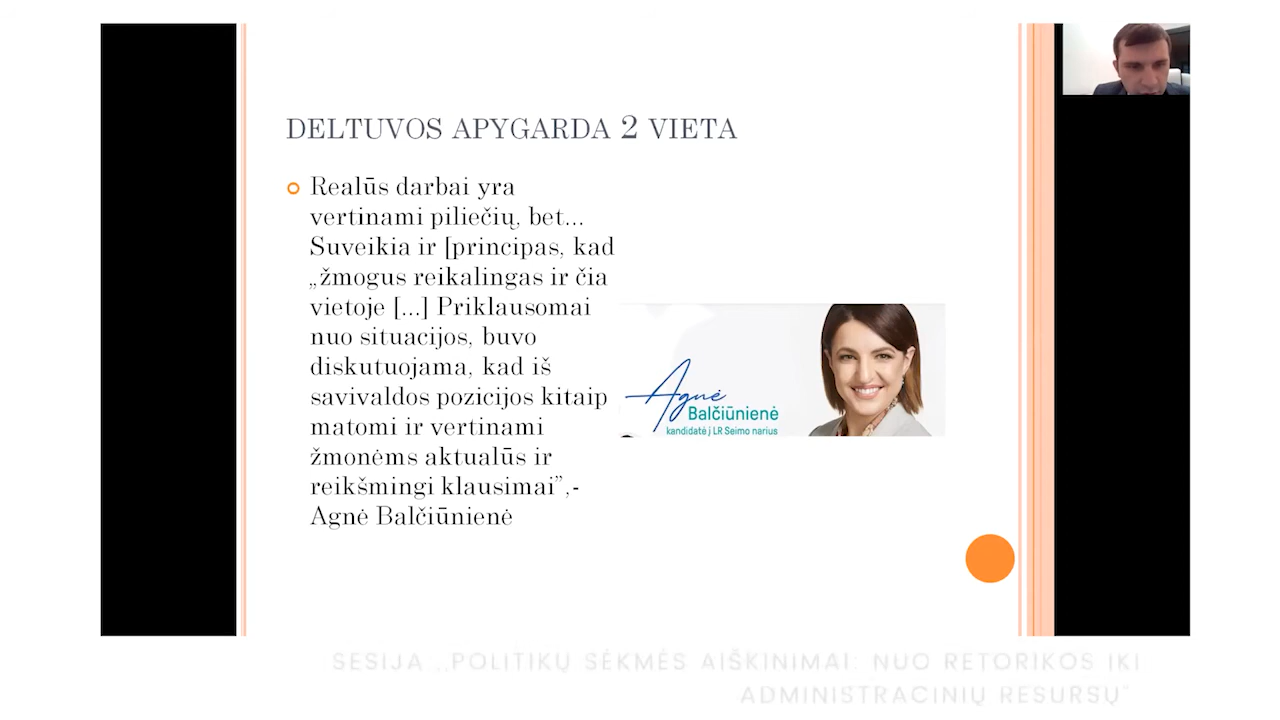 DELTUVOS APYGARDA 2 VIETA
Realūs darbai yra
vertinami piliečių, bet...
Suveikia ir [principas, kad
„žmogus reikalingas ir čia
vietoje [...] Priklausomai
nuo situacijos, buvo
diskutuojama, kad iš
savivaldos pozicijos kitaip
matomi ir vertinami
žmonėms aktualūs ir
reikšmingi klausimai”,-
Agnė Balčiūnienė
Agnė
Balčiūnienė
kandidatė į LR Seimo narius
SESIJA „POLITIKŲ SĖKMĖS AIŠKINIMAI: NUO RETORIKOS IKI
ADMINISTRACINIŲ RESURSŲ"